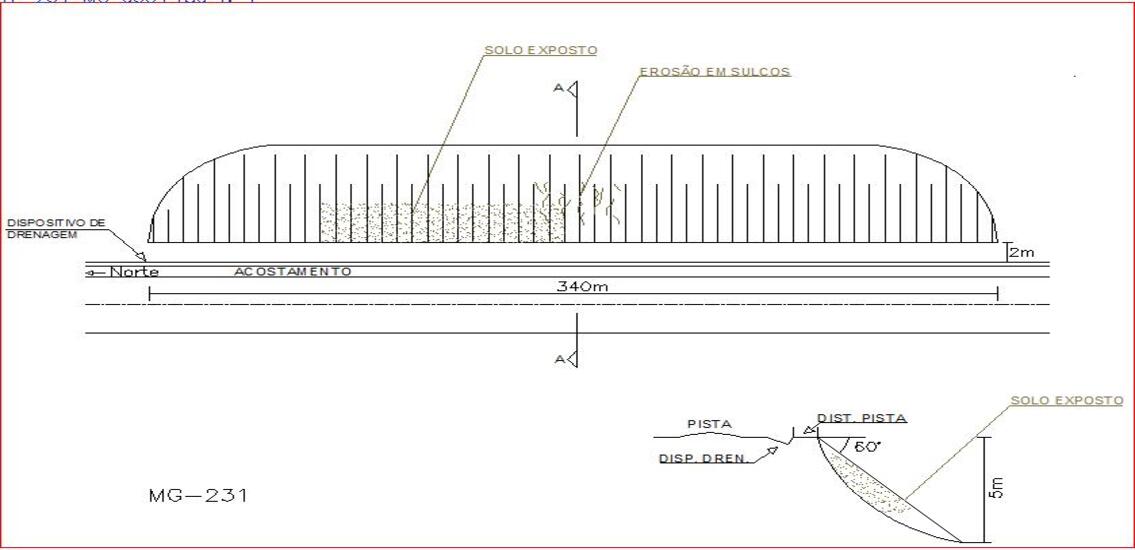 SOLO EXPOSTO
EROSÃO EM SULCOS
A
DISPOSITIVO DE
DRENAGEM
2m
Norte
ACOSTAMENTO
340m
A
SOLO EXPOSTO
DIST. PISTA
PISTA
60°
DISP. DREN.
5m
MG-231